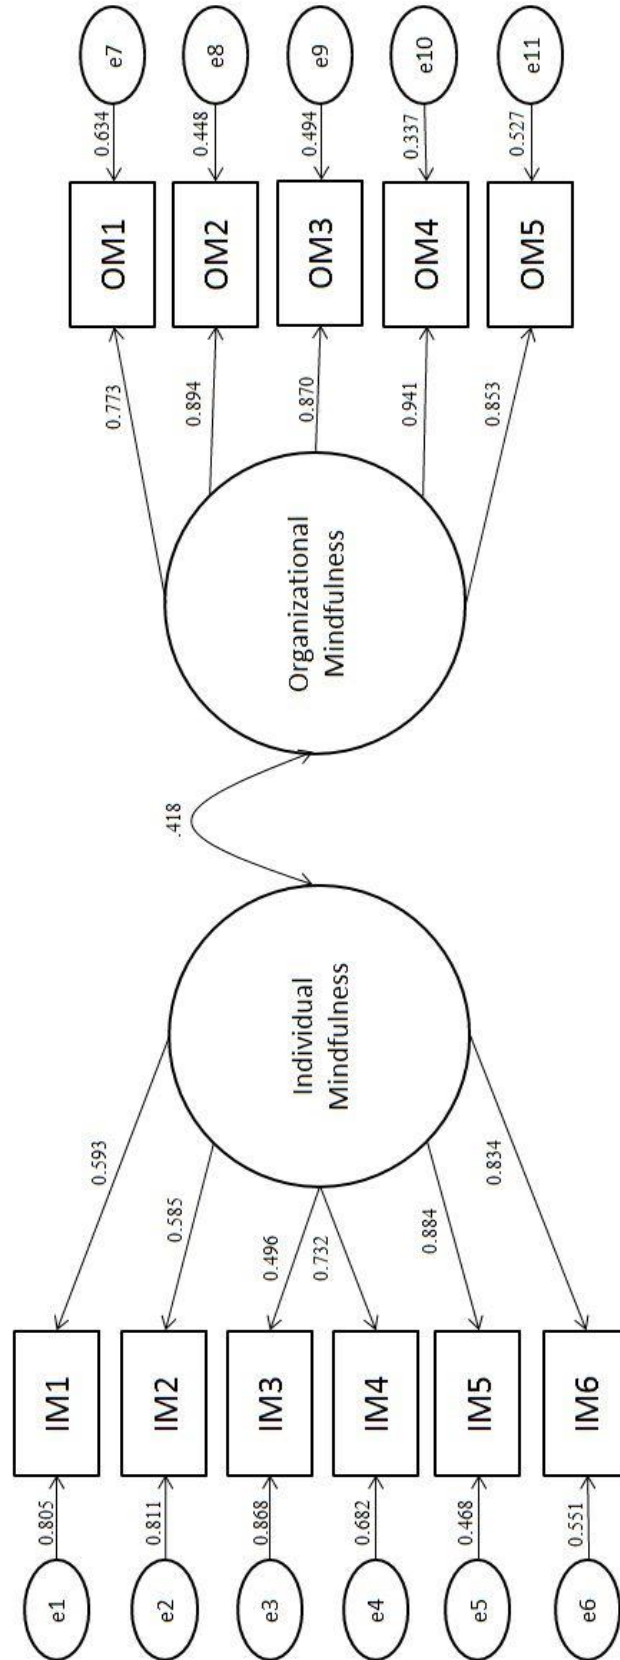 e1
0.805
IM1
0.593
e2
0.811
IM2
0.585
e3
0.868
IM3
0.496
e4
0.682
IM4
0.732
e5
0.468
IM5
0.884
e6
0.551
IM6
0.834
Individual
Mindfulness
.418
Organizational
Mindfulness
0.773
OM1
0.634
e7
0.894
OM2
0.448
e8
0.870
OM3
0.494
e9
0.941
OM4
0.337
e10
0.853
OM5
0.527
e11